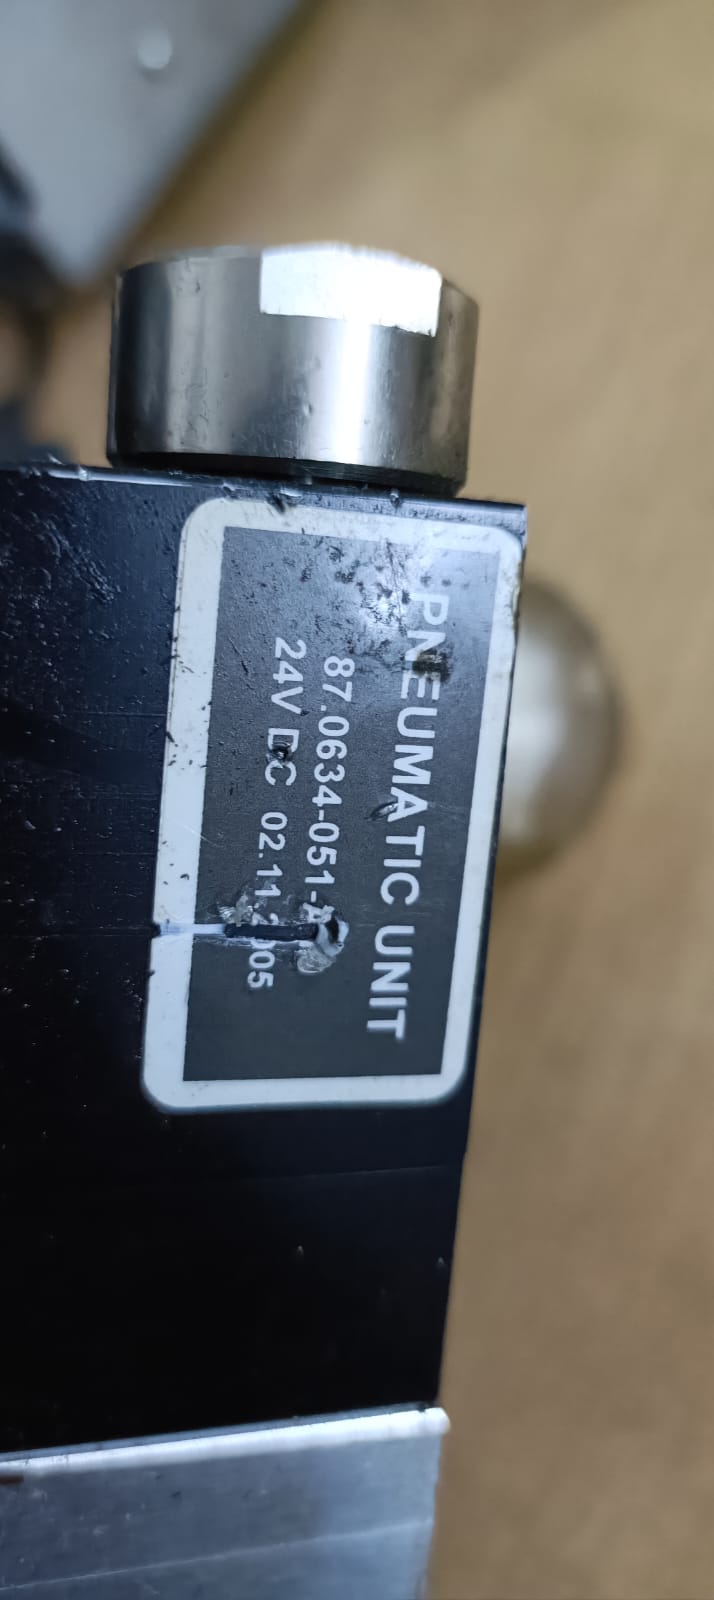 PNEUMATIC UNIT
87.0634-051-A
24V DC